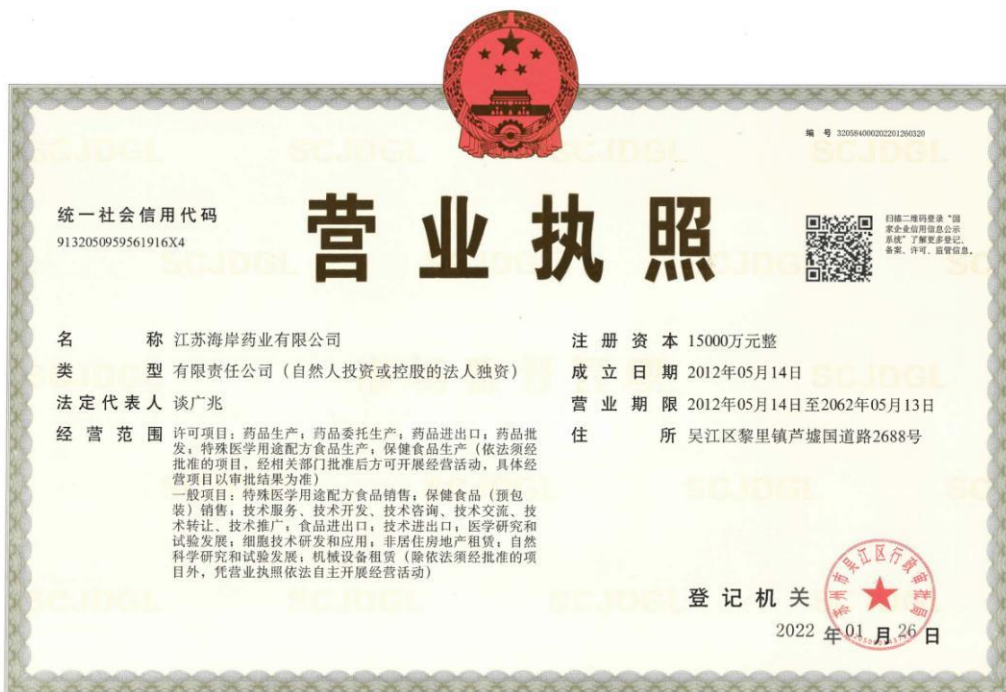 编 号 320584000202201260320
统一社会信用代码
9132050959561916X4
营业执照
扫描二维码登录“国
家企业信用信息公示
系统”了解更多登记、
备案、许可、监管信息。
名 称 江苏海岸药业有限公司
类 型 有限责任公司（自然人投资或控股的法人独资）
法定代表人 谈广兆
经营范围 许可项目：药品生产；药品委托生产；药品进出口；药品批
发；特殊医学用途配方食品生产；保健食品生产（依法须经
批准的项目，经相关部门批准后方可开展经营活动，具体经
营项目以审批结果为准）
一般项目：特殊医学用途配方食品销售；保健食品（预包
装）销售；技术服务、技术开发、技术咨询、技术交流、技
术转让、技术推广；食品进出口；技术进出口；医学研究和
试验发展；细胞技术研发和应用；非居住房地产租赁；自然
科学研究和试验发展；机械设备租赁（除依法须经批准的项
目外，凭营业执照依法自主开展经营活动）
注册资本 15000万元整
成立日期 2012年05月14日
营业期限 2012年05月14日至2062年05月13日
住 所 吴江区黎里镇芦墟国道路2688号
登记机关
苏州市吴江区行政审批局
2022 年 01 月 26 日
SCJDGL